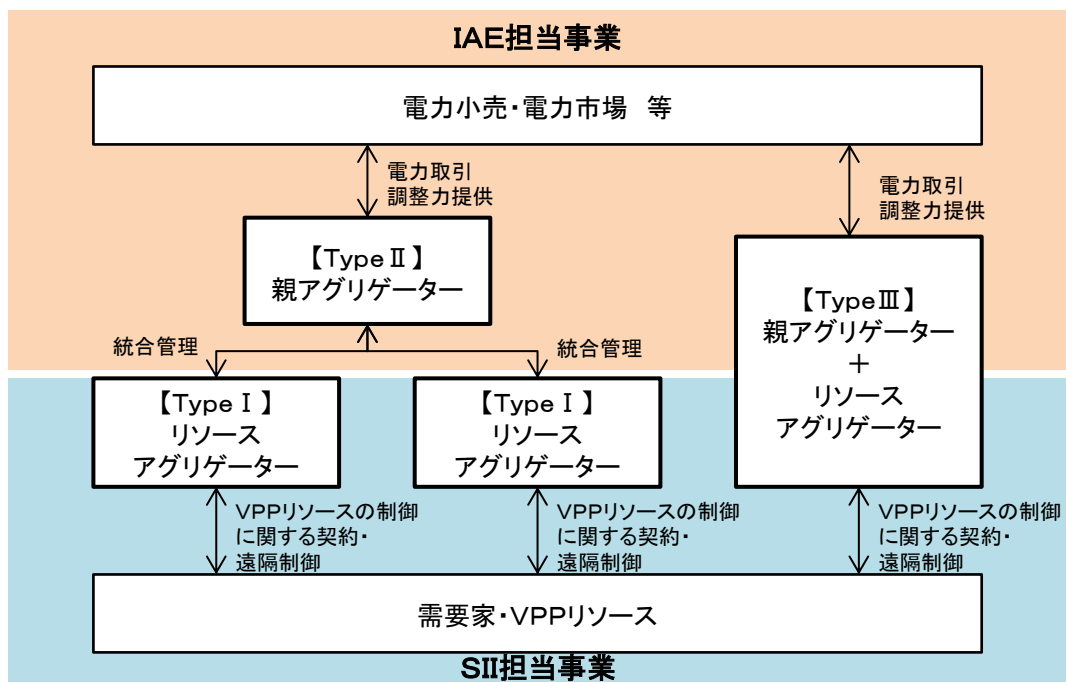 IAE担当事業
電力小売・電力市場　等
電力取引
調整力提供
電力取引
調整力提供
【TypeⅡ】
親アグリゲーター
【TypeⅢ】
親アグリゲーター
＋
リソース
アグリゲーター
統合管理
統合管理
【TypeⅠ】
リソース
アグリゲーター
【TypeⅠ】
リソース
アグリゲーター
VPPリソースの制御
に関する契約・
遠隔制御
VPPリソースの制御
に関する契約・
遠隔制御
VPPリソースの制御
に関する契約・
遠隔制御
需要家・VPPリソース
SII担当事業